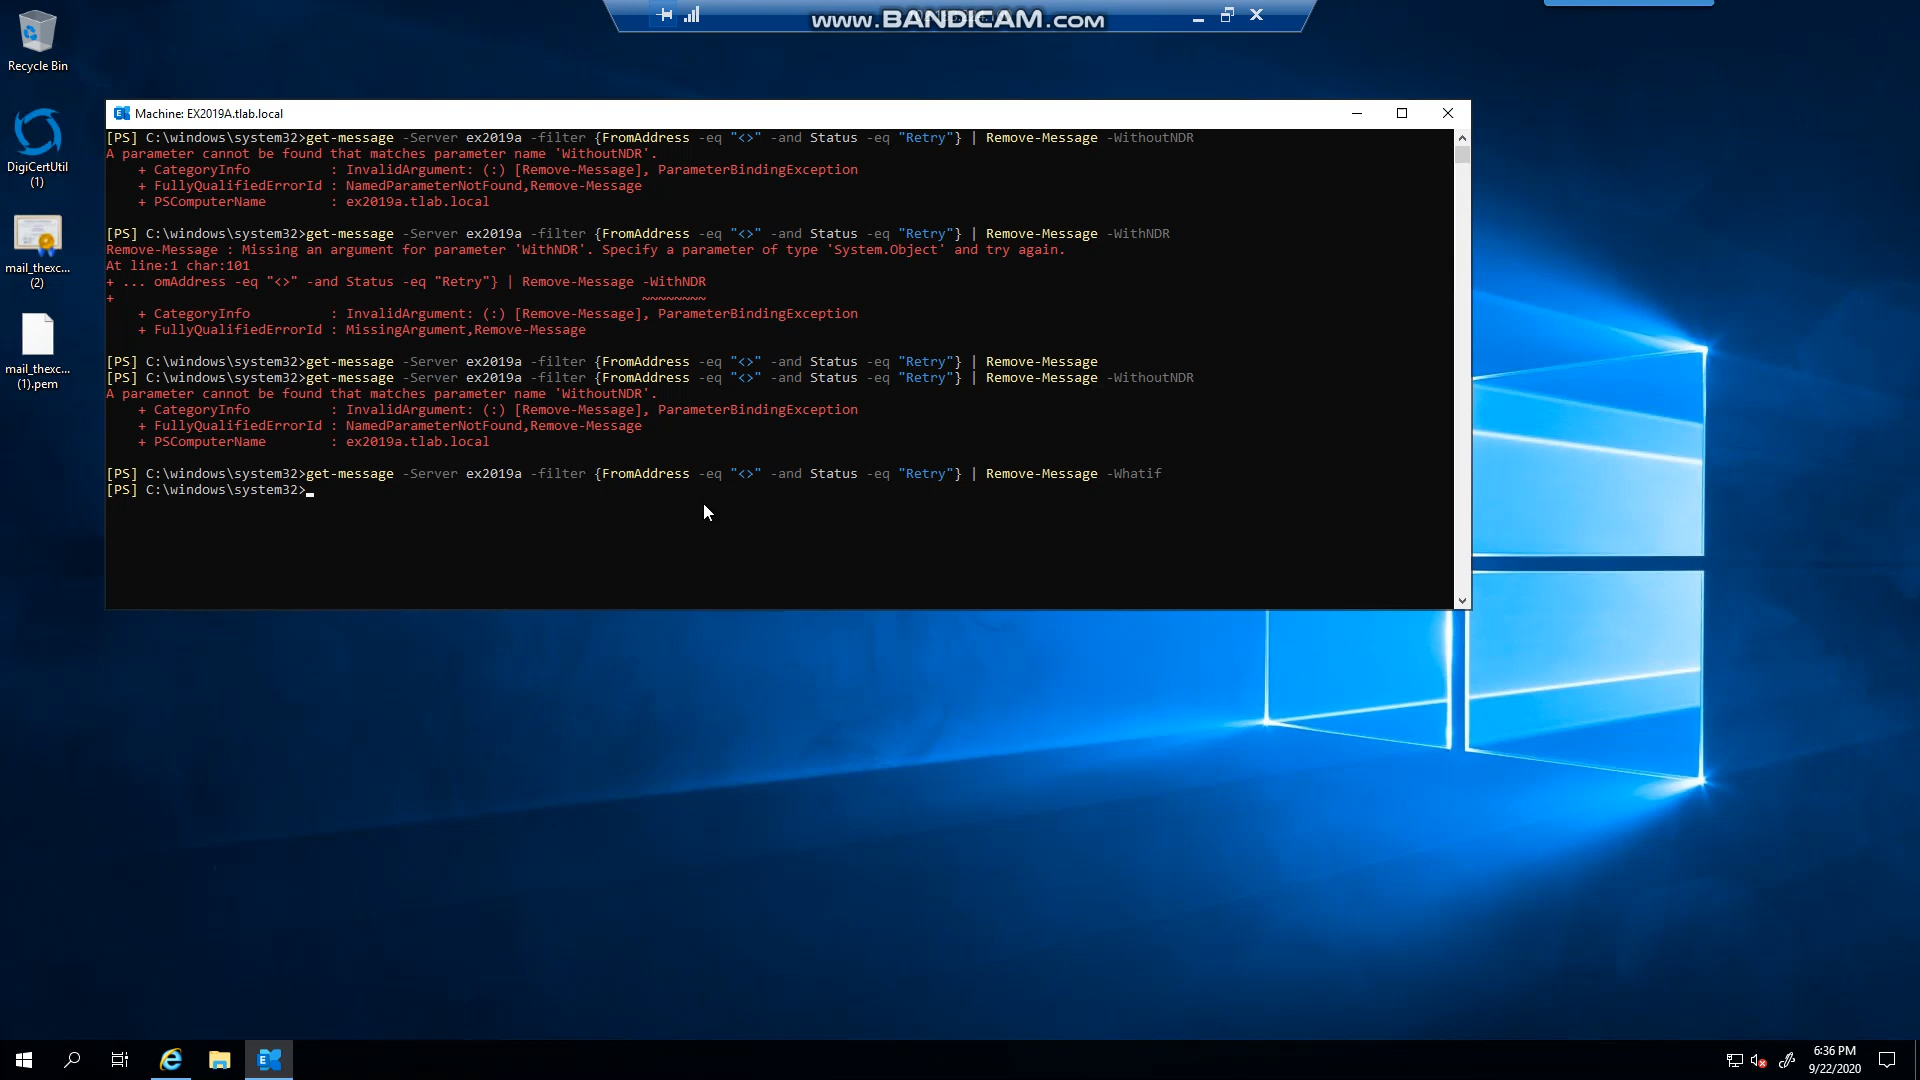 www.BANDICAM.com
Recycle Bin
DigiCertUtil
(1)
mail_thexc...
(2)
mail_thexc...
(1).pem
Machine: EX2019A.tlab.local
[PS] C:\windows\system32>get-message -Server ex2019a -filter {FromAddress -eq "<>" -and Status -eq "Retry"} | Remove-Message -WithoutNDR
A parameter cannot be found that matches parameter name 'WithoutNDR'.
+ CategoryInfo : InvalidArgument: (:) [Remove-Message], ParameterBindingException
+ FullyQualifiedErrorId : NamedParameterNotFound,Remove-Message
+ PSComputerName : ex2019a.tlab.local
[PS] C:\windows\system32>get-message -Server ex2019a -filter {FromAddress -eq "<>" -and Status -eq "Retry"} | Remove-Message -WithNDR
Remove-Message : Missing an argument for parameter 'WithNDR'. Specify a parameter of type 'System.Object' and try again.
At line:1 char:101
+ ... omAddress -eq "<>" -and Status -eq "Retry"} | Remove-Message -WithNDR
+ ~~~~~~~~
+ CategoryInfo : InvalidArgument: (:) [Remove-Message], ParameterBindingException
+ FullyQualifiedErrorId : MissingArgument,Remove-Message
[PS] C:\windows\system32>get-message -Server ex2019a -filter {FromAddress -eq "<>" -and Status -eq "Retry"} | Remove-Message
[PS] C:\windows\system32>get-message -Server ex2019a -filter {FromAddress -eq "<>" -and Status -eq "Retry"} | Remove-Message -WithoutNDR
A parameter cannot be found that matches parameter name 'WithoutNDR'.
+ CategoryInfo : InvalidArgument: (:) [Remove-Message], ParameterBindingException
+ FullyQualifiedErrorId : NamedParameterNotFound,Remove-Message
+ PSComputerName : ex2019a.tlab.local
[PS] C:\windows\system32>get-message -Server ex2019a -filter {FromAddress -eq "<>" -and Status -eq "Retry"} | Remove-Message -Whatif
[PS] C:\windows\system32>
6:36 PM
9/22/2020